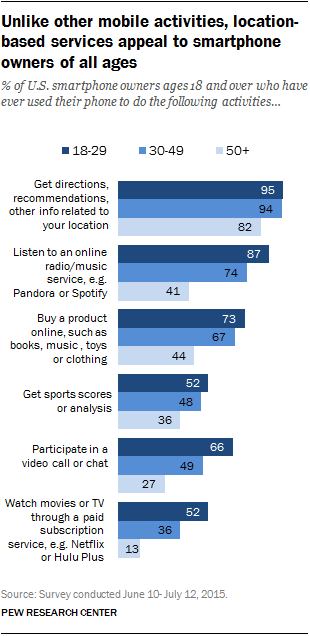 Unlike other mobile activities, location-
based services appeal to smartphone
owners of all ages
% of U.S. smartphone owners ages 18 and over who have
ever used their phone to do the following activities...
18-29 30-49 50+
Get directions,
recommendations,
other info related to
your location
95
94
82
Listen to an online
radio/music
service, e.g.
Pandora or Spotify
87
74
41
Buy a product
online, such as
books, music , toys
or clothing
73
67
44
Get sports scores
or analysis
52
48
36
Participate in a
video call or chat
66
49
27
Watch movies or TV
through a paid
subscription
service, e.g. Netflix
or Hulu Plus
52
36
13
Source: Survey conducted June 10- July 12, 2015.
PEW RESEARCH CENTER